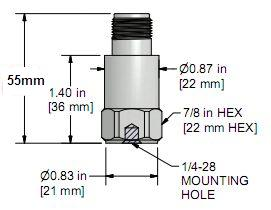 55mm
1.40 in
[36 mm]
Ø0.87 in
[22 mm]
7/8 in HEX
[22 mm HEX]
Ø0.83 in
[21 mm]
1/4-28
MOUNTING
HOLE